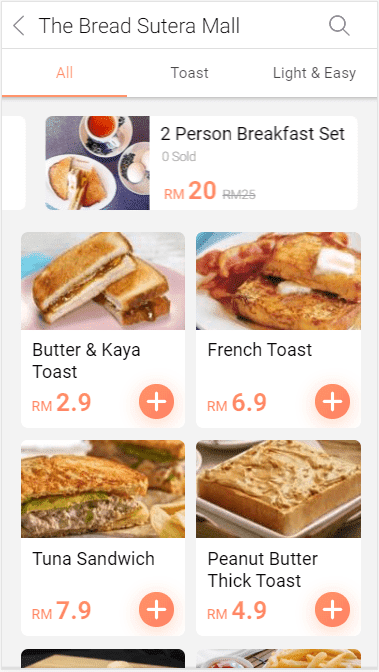 The Bread Sutera Mall
All Toast Light & Easy
2 Person Breakfast Set
0 Sold
RM 20 RM25
Butter & Kaya
Toast
RM 2.9
French Toast
RM 6.9
Tuna Sandwich
RM 7.9
Peanut Butter
Thick Toast
RM 4.9